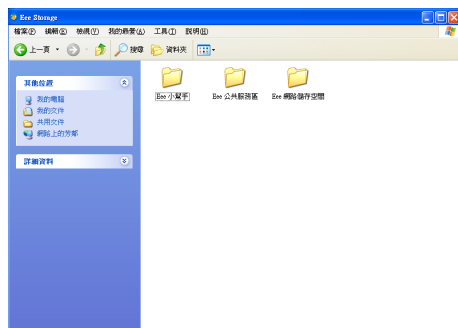 Eee Storage
檔案(F) 編輯(E) 檢視(V) 我的最愛(A) 工具(T) 說明(H)
上一頁 搜尋 資料夾
其他位置
我的電腦
我的文件
共用文件
網路上的芳鄰
詳細資料
Eee 小幫手 Eee 公共服務區 Eee 網路儲存空間